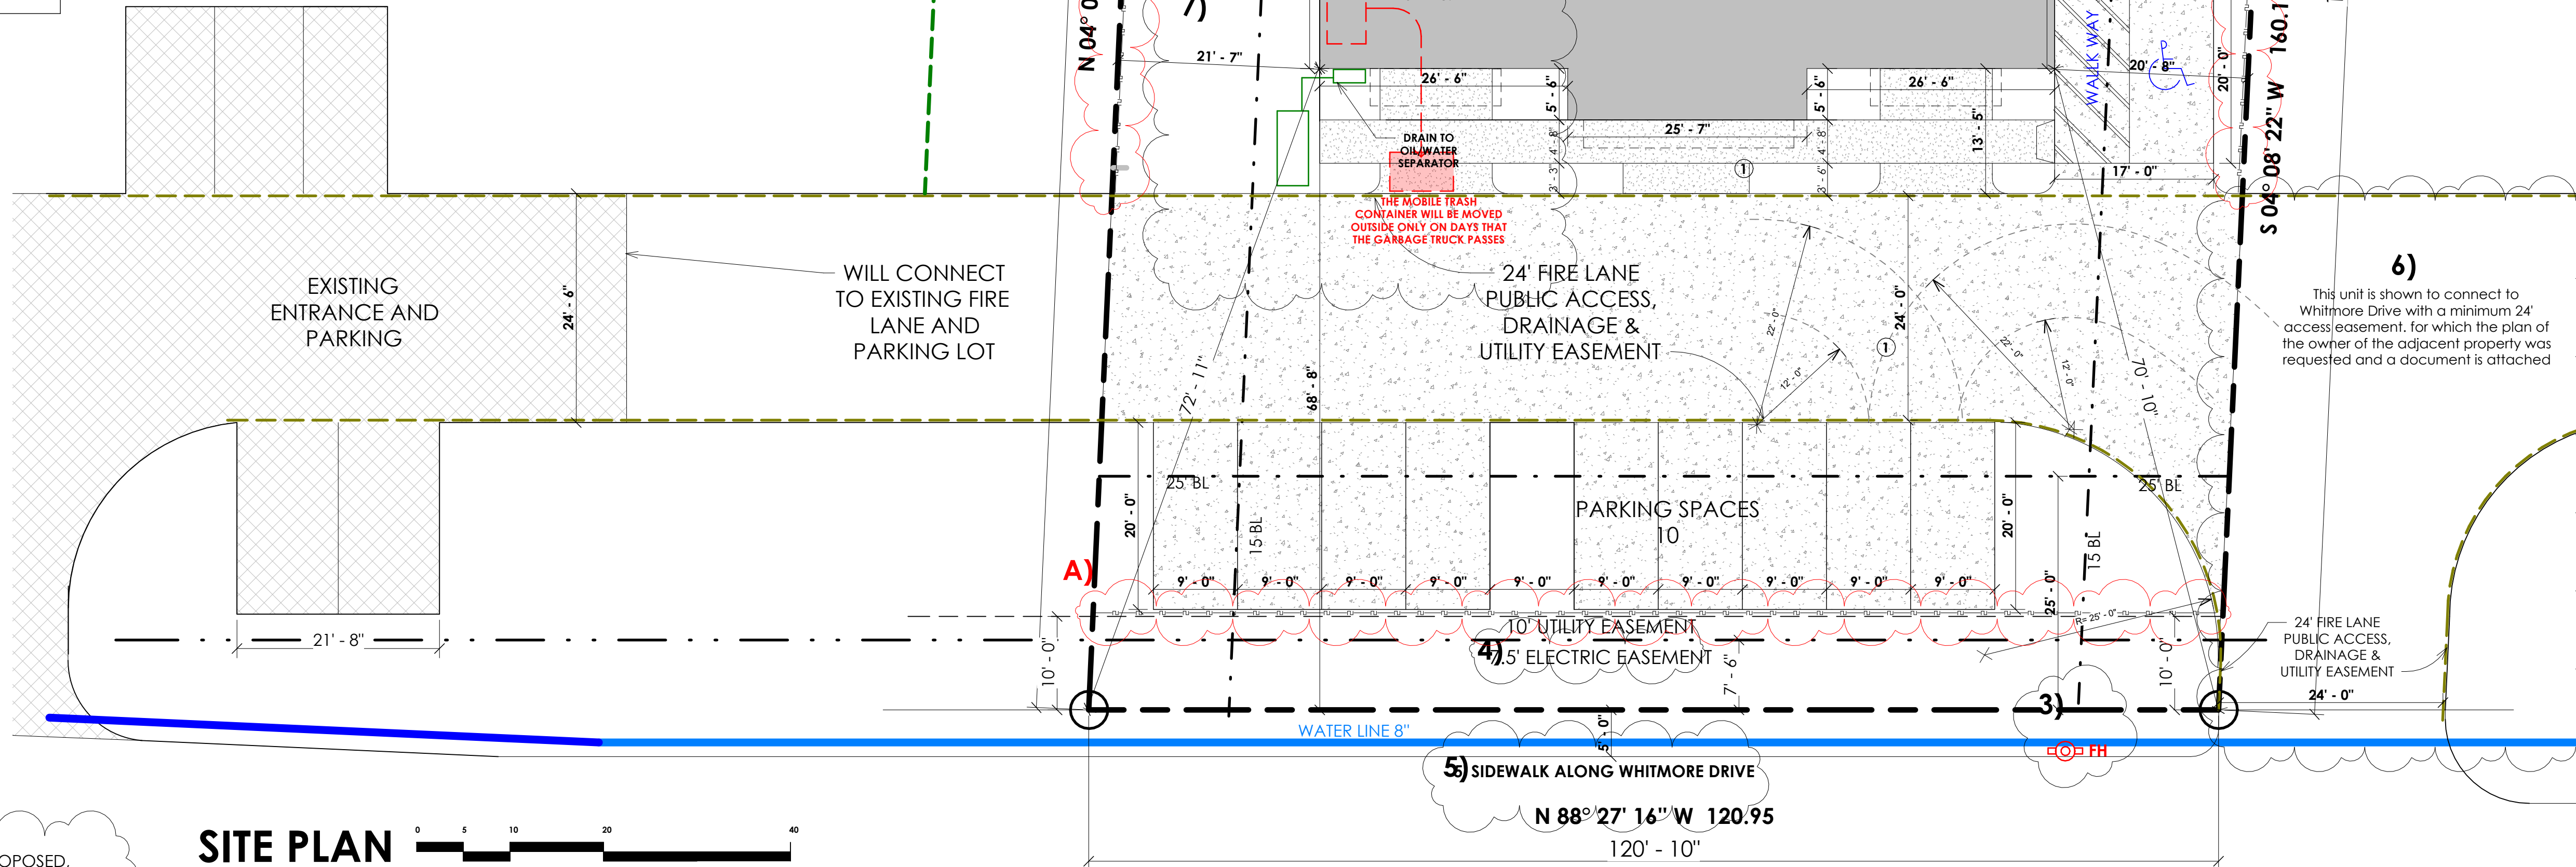 N 04° 0
7)
21' - 7"
26' - 6"
5' - 6"
5' - 6"
26' - 6"
WALLK WAY
20' - 8"
20' - 0"
S 04° 08' 22" W 160.1
DRAIN TO
OIL/WATER
SEPARATOR
4' - 8"
25' - 7"
4' - 8"
13' - 5"
3' - 3"
1
3' - 6"
17' - 0"
THE MOBILE TRASH
CONTAINER WILL BE MOVED
OUTSIDE ONLY ON DAYS THAT
THE GARBAGE TRUCK PASSES
EXISTING
ENTRANCE AND
PARKING
24' - 6"
WILL CONNECT
TO EXISTING FIRE
LANE AND
PARKING LOT
72' - 11"
68' - 8"
24' FIRE LANE
PUBLIC ACCESS,
DRAINAGE &
UTILITY EASEMENT
22' - 0"
12' - 0"
24' - 0"
1
22' - 0"
12' - 0"
70' - 10"
6)
This unit is shown to connect to
Whitmore Drive with a minimum 24'
access easement. for which the plan of
the owner of the adjacent property was
requested and a document is attached
25' BL
25' BL
20' - 0"
15 BL
PARKING SPACES
10
20' - 0"
15 BL
A)
9' - 0"
9' - 0"
9' - 0"
9' - 0"
9' - 0"
9' - 0"
9' - 0"
9' - 0"
9' - 0"
9' - 0"
25' - 0"
R= 25' - 0"
21' - 8"
10' - 0"
10' UTILITY EASEMENT
4)
7.5' ELECTRIC EASEMENT
7' - 6"
10' - 0"
24' FIRE LANE
PUBLIC ACCESS,
DRAINAGE &
UTILITY EASEMENT
24' - 0"
3)
WATER LINE 8"
5' - 0"
FH
5)
SIDEWALK ALONG WHITMORE DRIVE
N 88° 27' 16" W 120.95
120' - 10"
SITE PLAN
0 5 10 20 40
OPOSED.